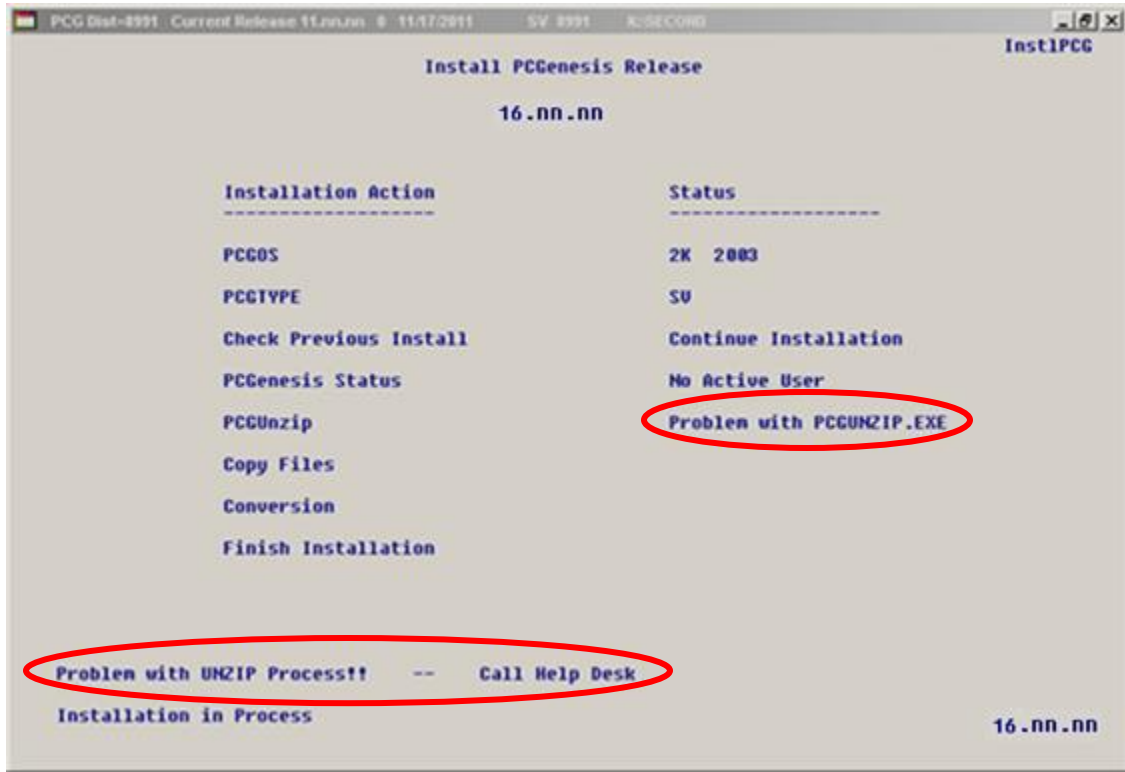 PCG Dist=8991 Current Release 11.nn.nn 0 11/17/2011 SV 8991 K:SECOND
InstlPCG
Install PCGenesis Release
16.nn.nn
Installation Action Status
-------------------- --------------------
PCGOS 2K 2003
PCGTYPE SV
Check Previous Install Continue Installation
PCGenesis Status No Active User
PCGUnzip Problem with PCGUNZIP.EXE
Copy Files
Conversion
Finish Installation
Problem with UNZIP Process!! -- Call Help Desk
Installation in Process
16.nn.nn